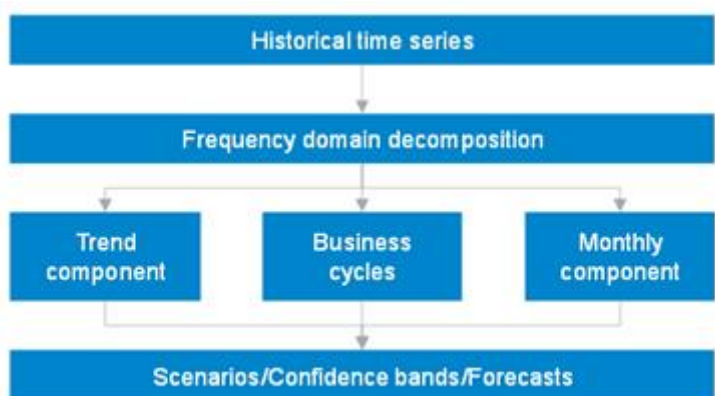 Historical time series
Frequency domain decomposition
Trend
component
Business
cycles
Monthly
component
Scenarios/Confidence bands/Forecasts